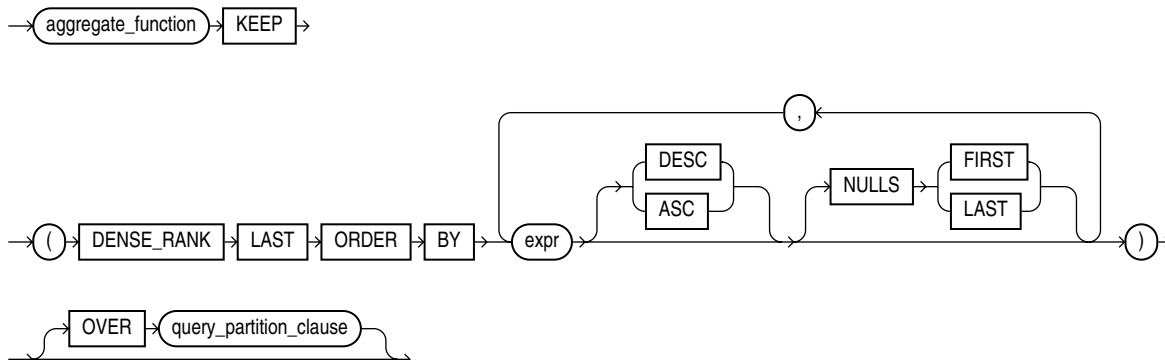 aggregate_function KEEP
,
DESC FIRST
NULLS
ASC LAST
( DENSE_RANK LAST ORDER BY expr )
OVER query_partition_clause